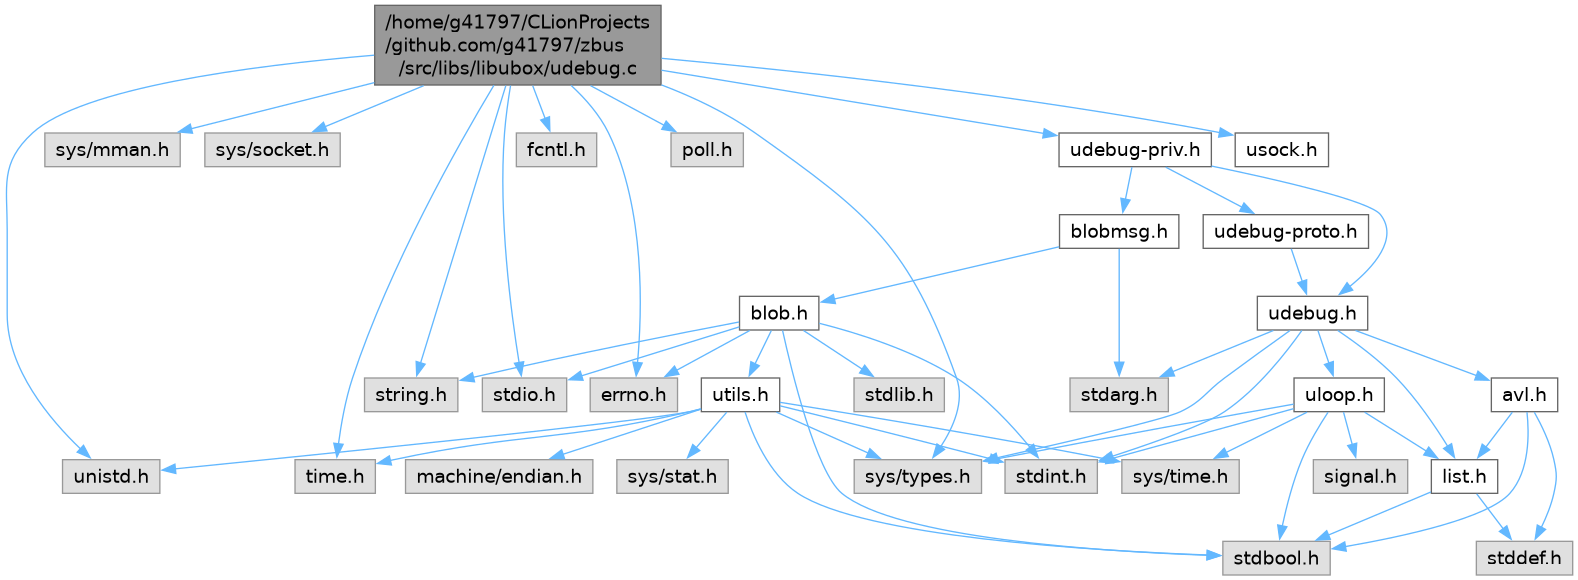 /home/g41797/CLionProjects
/github.com/g41797/zbus
/src/libs/libubox/udebug.c
sys/mman.h
sys/socket.h
fcntl.h
poll.h
udebug-priv.h
usock.h
blobmsg.h
udebug-proto.h
blob.h
udebug.h
string.h
stdio.h
errno.h
utils.h
stdlib.h
stdarg.h
uloop.h
avl.h
unistd.h
time.h
machine/endian.h
sys/stat.h
sys/types.h
stdint.h
sys/time.h
signal.h
list.h
stdbool.h
stddef.h